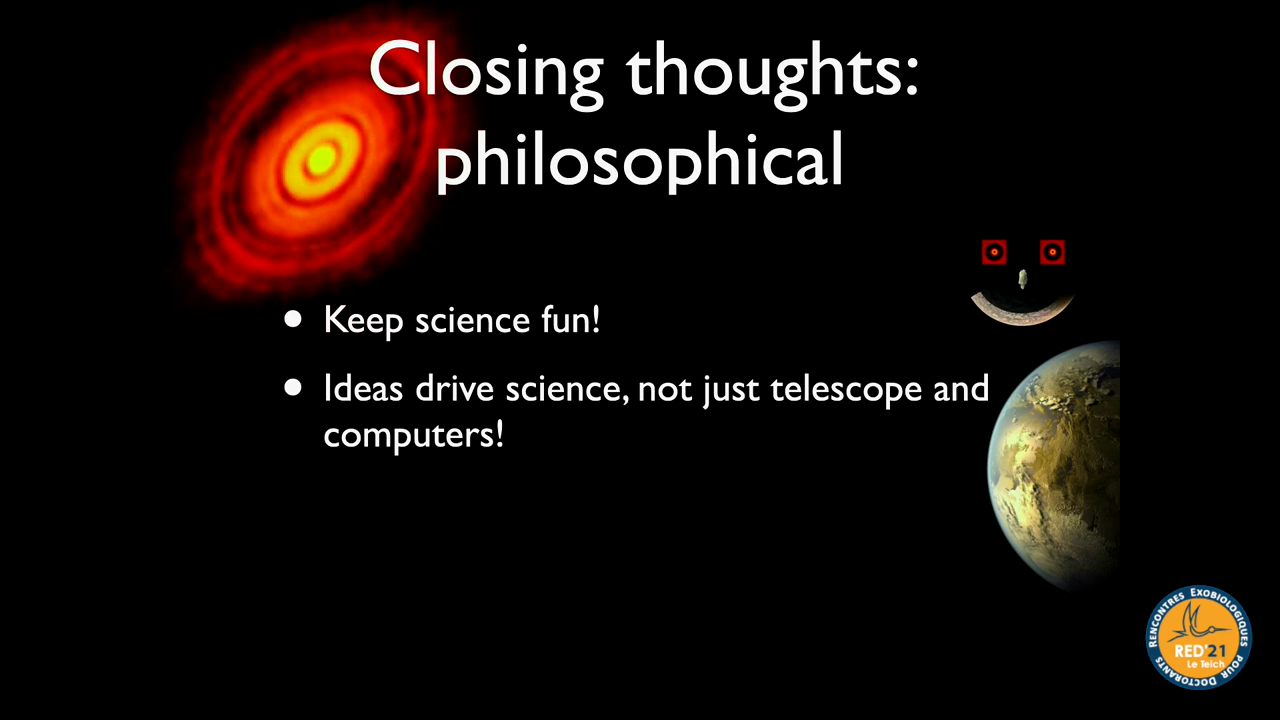 Closing thoughts:
philosophical
• Keep science fun!
• Ideas drive science, not just telescope and
computers!
RENCONTRES EXOBIOLOGIQUES
POUR DOCTORANTS
RED'21
Le Teich